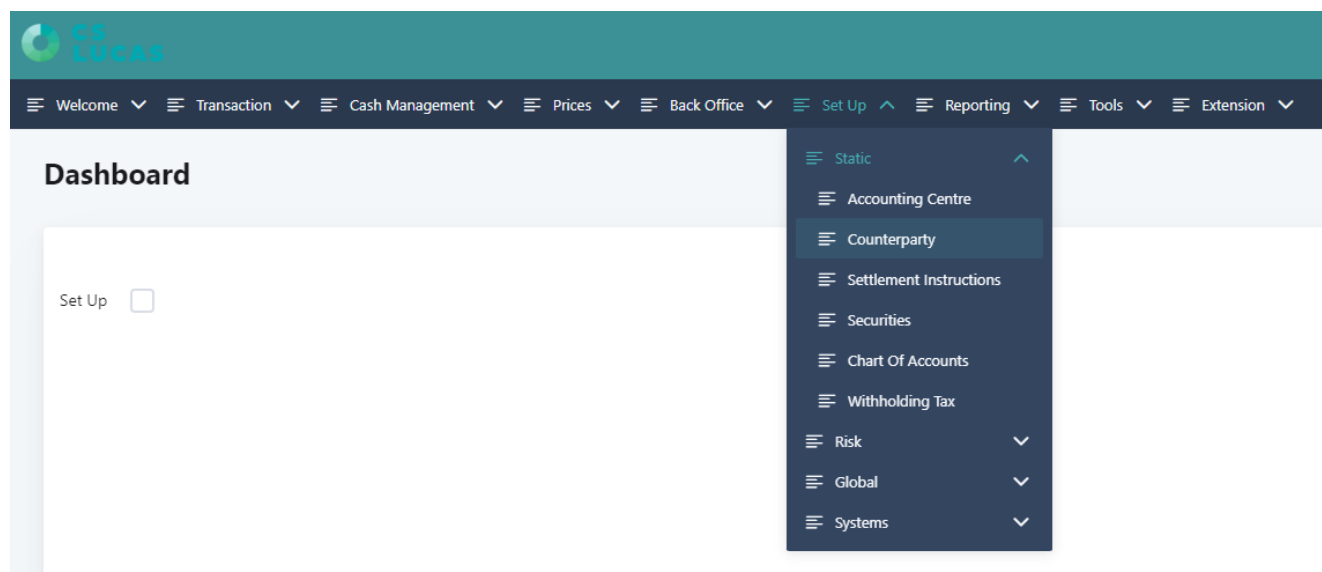 CS
LUCAS
Welcome Transaction Cash Management Prices Back Office Set Up Reporting Tools Extension
Dashboard
Static
Accounting Centre
Counterparty
Set Up
Settlement Instructions
Securities
Chart Of Accounts
Withholding Tax
Risk
Global
Systems